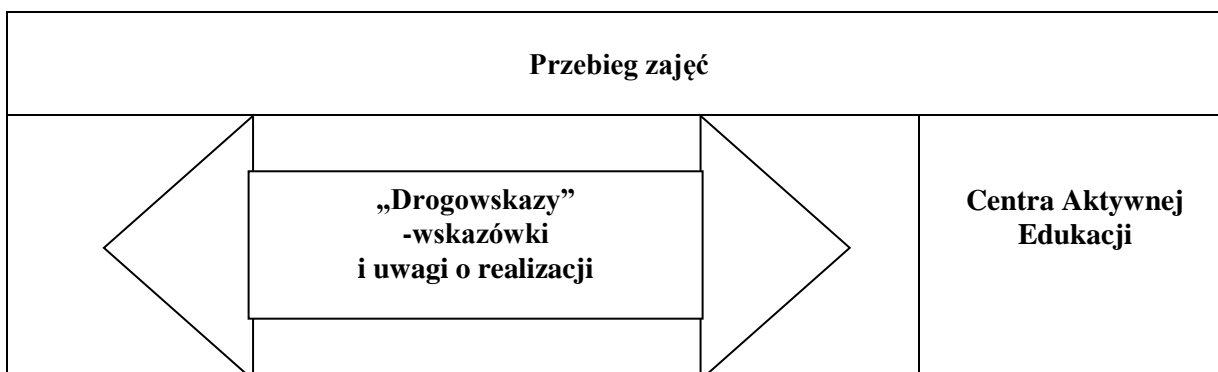 Przebieg zajęć
„Drogowskazy”
-wskazówki
i uwagi o realizacji
Centra Aktywnej
Edukacji